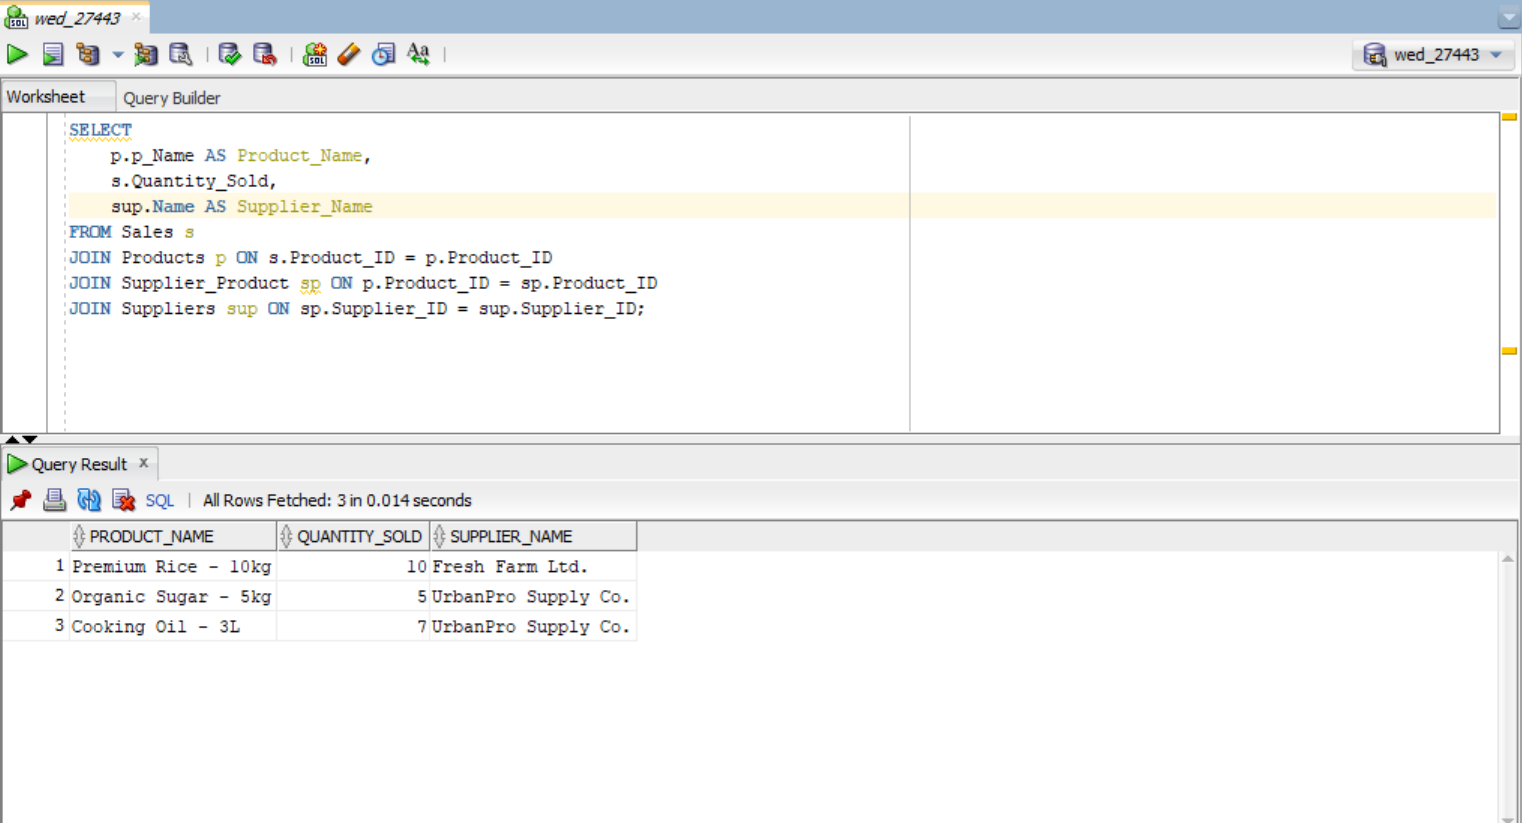 wed_27443
wed_27443
Worksheet
Query Builder
SELECT
p.p_Name AS Product_Name,
s.Quantity_Sold,
sup.Name AS Supplier_Name
FROM Sales s
JOIN Products p ON s.Product_ID = p.Product_ID
JOIN Supplier_Product sp ON p.Product_ID = sp.Product_ID
JOIN Suppliers sup ON sp.Supplier_ID = sup.Supplier_ID;
Query Result x
SQL | All Rows Fetched: 3 in 0.014 seconds
PRODUCT_NAME QUANTITY_SOLD SUPPLIER_NAME
1 Premium Rice - 10kg 10 Fresh Farm Ltd.
2 Organic Sugar - 5kg 5 UrbanPro Supply Co.
3 Cooking Oil - 3L 7 UrbanPro Supply Co.